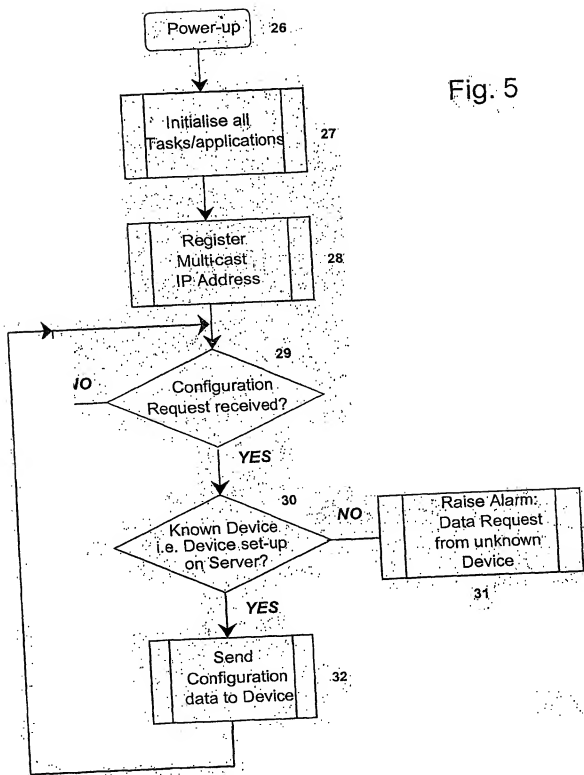 Power-up 26
Fig. 5
Initialise all
Tasks/applications
27
Register
Multi-cast
IP Address
28
29
NO
Configuration
Request received?
YES
30
Known Device
i.e. Device set-up
on Server?
NO
Raise Alarm:
Data Request
from unknown
Device
31
YES
Send
Configuration
data to Device
32